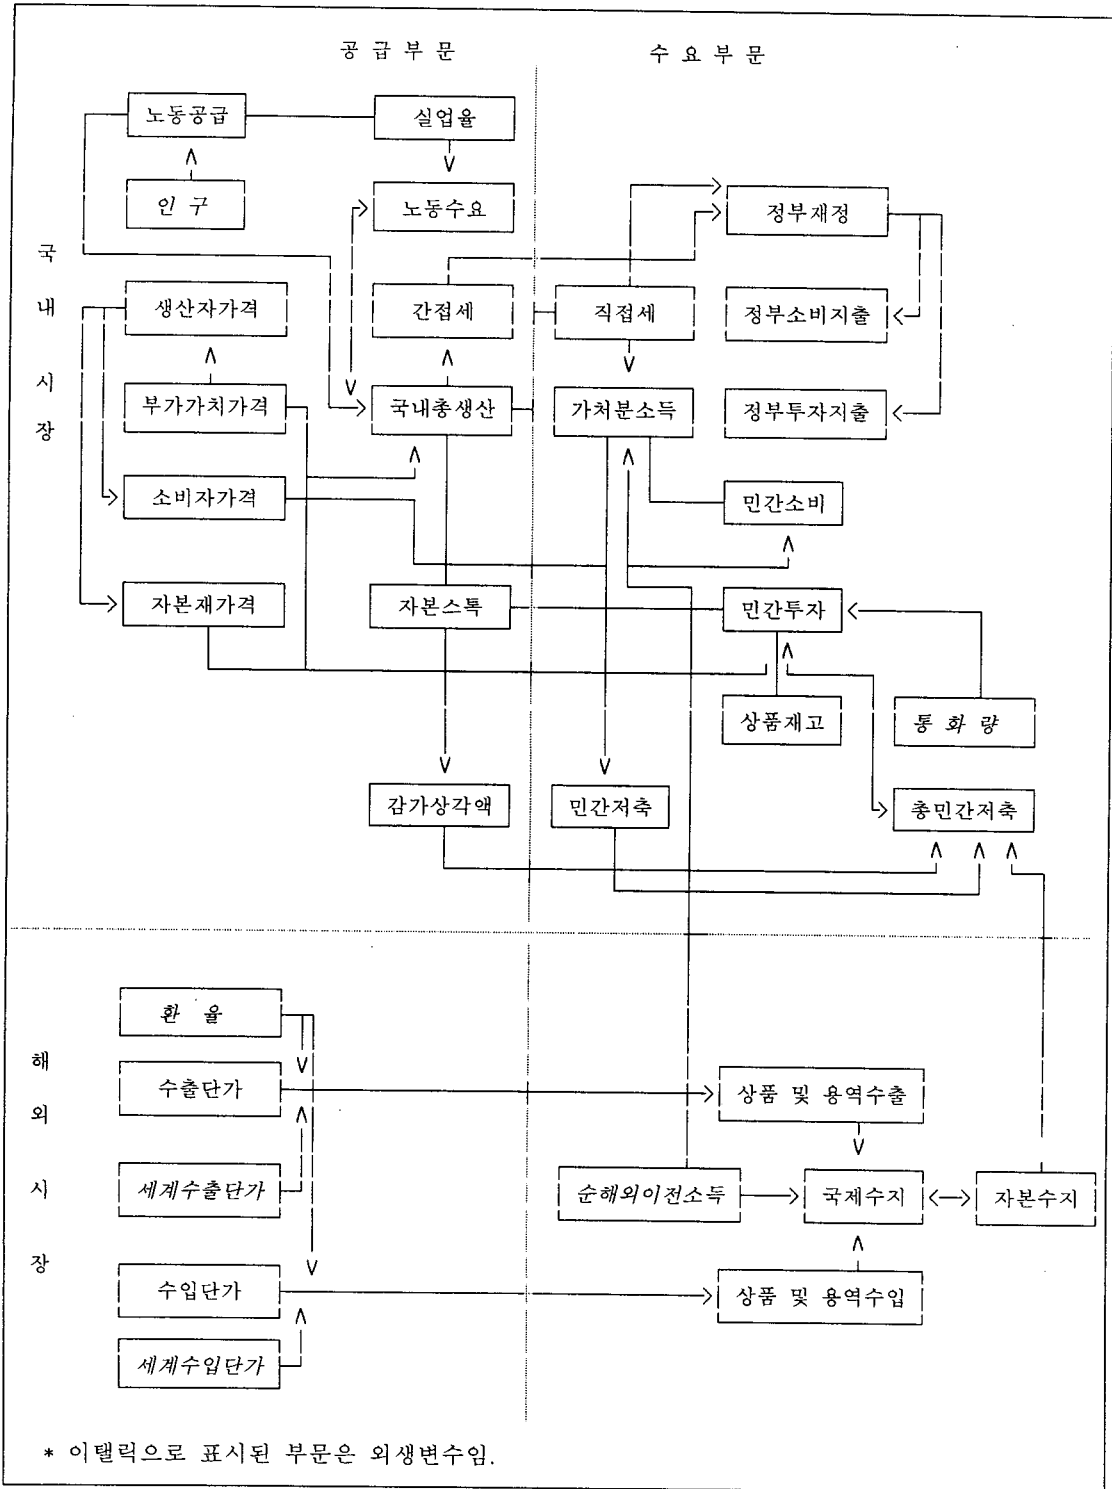 공 급 부 문
수 요 부 문
노동공급
실업율
인 구
노동수요
정부재정
국
내
시
장
생산자가격
간접세
직접세
정부소비지출
부가가치가격
국내총생산
가처분소득
정부투자지출
소비자가격
민간소비
자본재가격
자본스톡
민간투자
상품재고
통 화 량
감가상각액
민간저축
총민간저축
해
외
시
장
환 율
수출단가
상품 및 용역수출
세계수출단가
순해외이전소득
국제수지
자본수지
수입단가
상품 및 용역수입
세계수입단가
* 이탤릭으로 표시된 부문은 외생변수임.